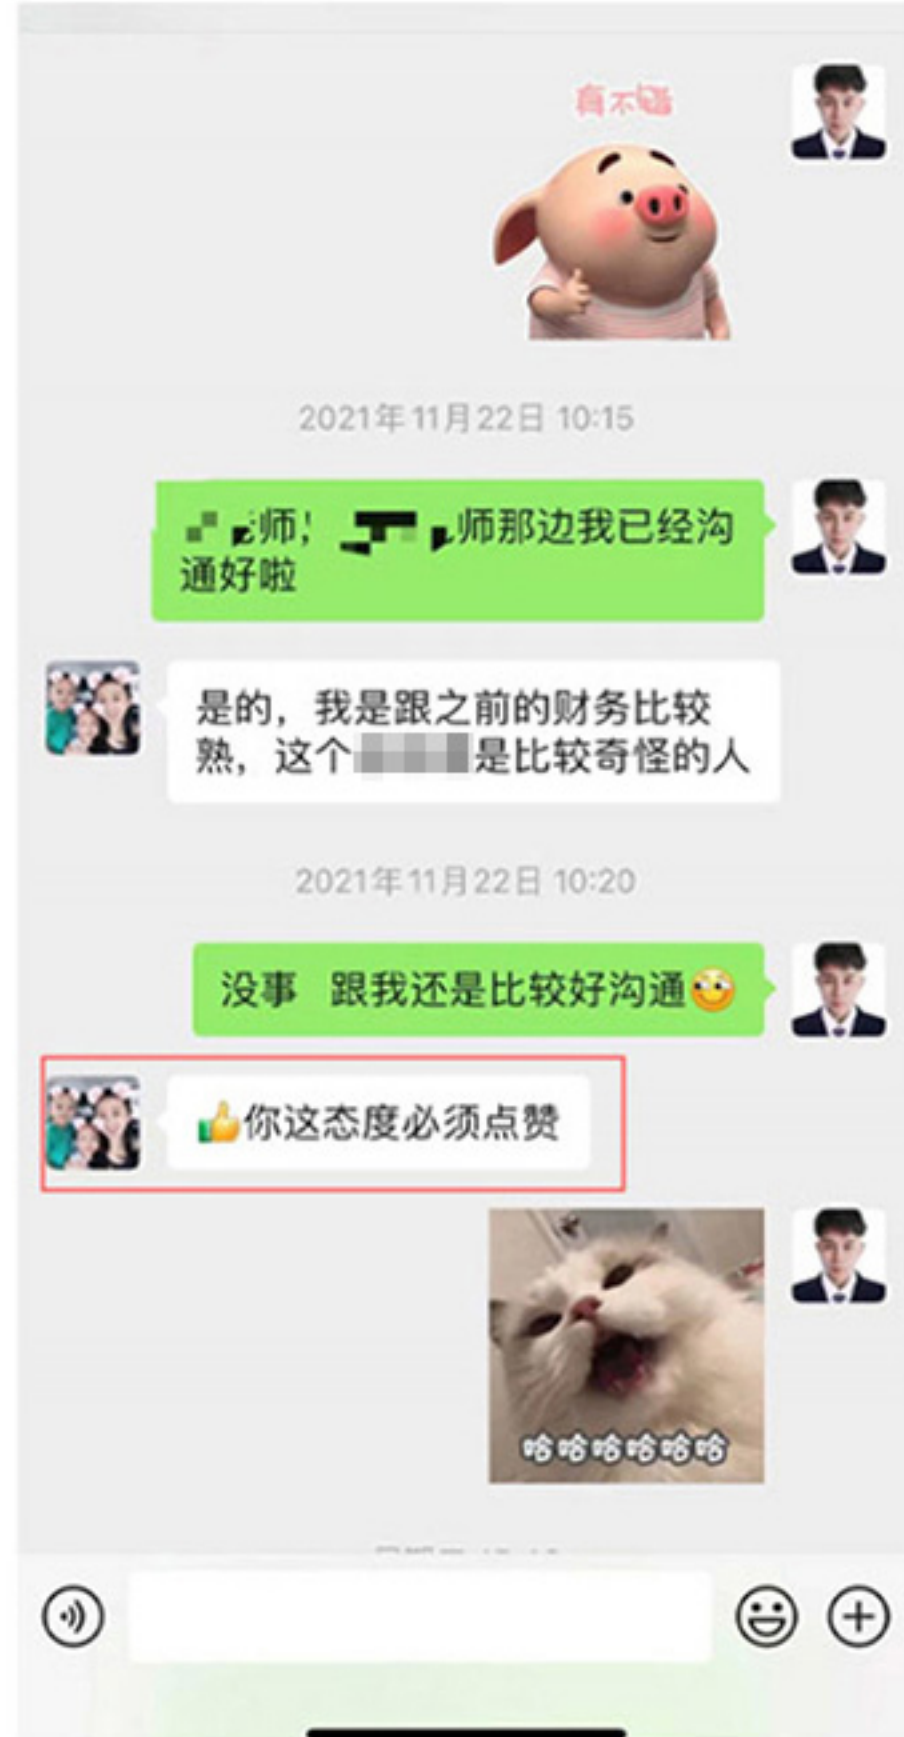 真不错
2021年11月22日 10:15
师，师那边我已经沟
通好啦
是的，我是跟之前的财务比较
熟，这个是比较奇怪的人
2021年11月22日 10:20
没事 跟我还是比较好沟通
👍你这态度必须点赞
哈哈哈哈哈哈